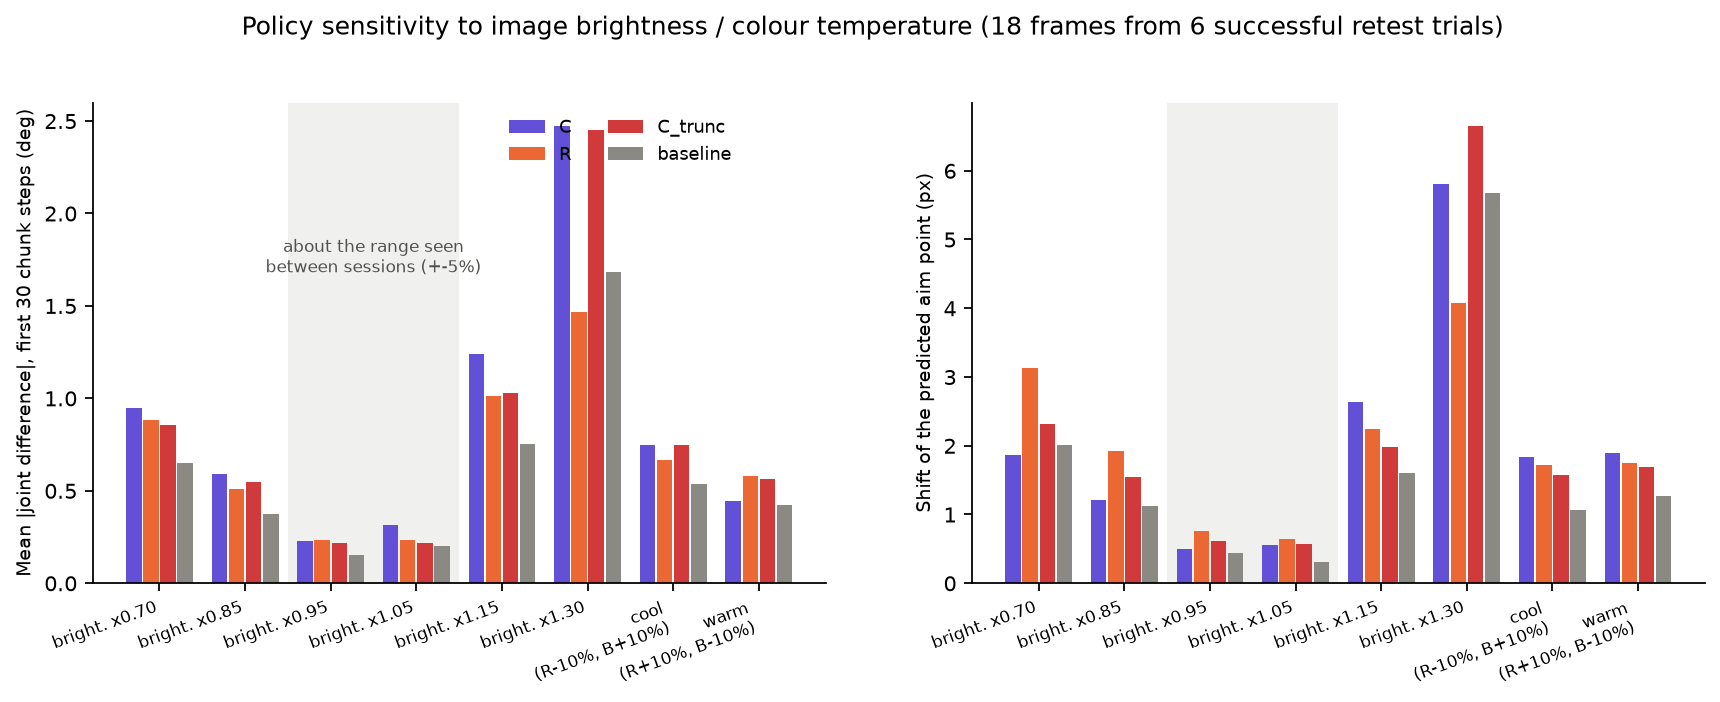 Policy sensitivity to image brightness / colour temperature (18 frames from 6 successful retest trials)
Mean |joint difference|, first 30 chunk steps (deg)
2.5
2.0
1.5
1.0
0.5
0.0
C
R
C_trunc
baseline
about the range seen
between sessions (+-5%)
bright. x0.70
bright. x0.85
bright. x0.95
bright. x1.05
bright. x1.15
bright. x1.30
cool
(R-10%, B+10%)
warm
(R+10%, B-10%)
Shift of the predicted aim point (px)
6
5
4
3
2
1
0
bright. x0.70
bright. x0.85
bright. x0.95
bright. x1.05
bright. x1.15
bright. x1.30
cool
(R-10%, B+10%)
warm
(R+10%, B-10%)